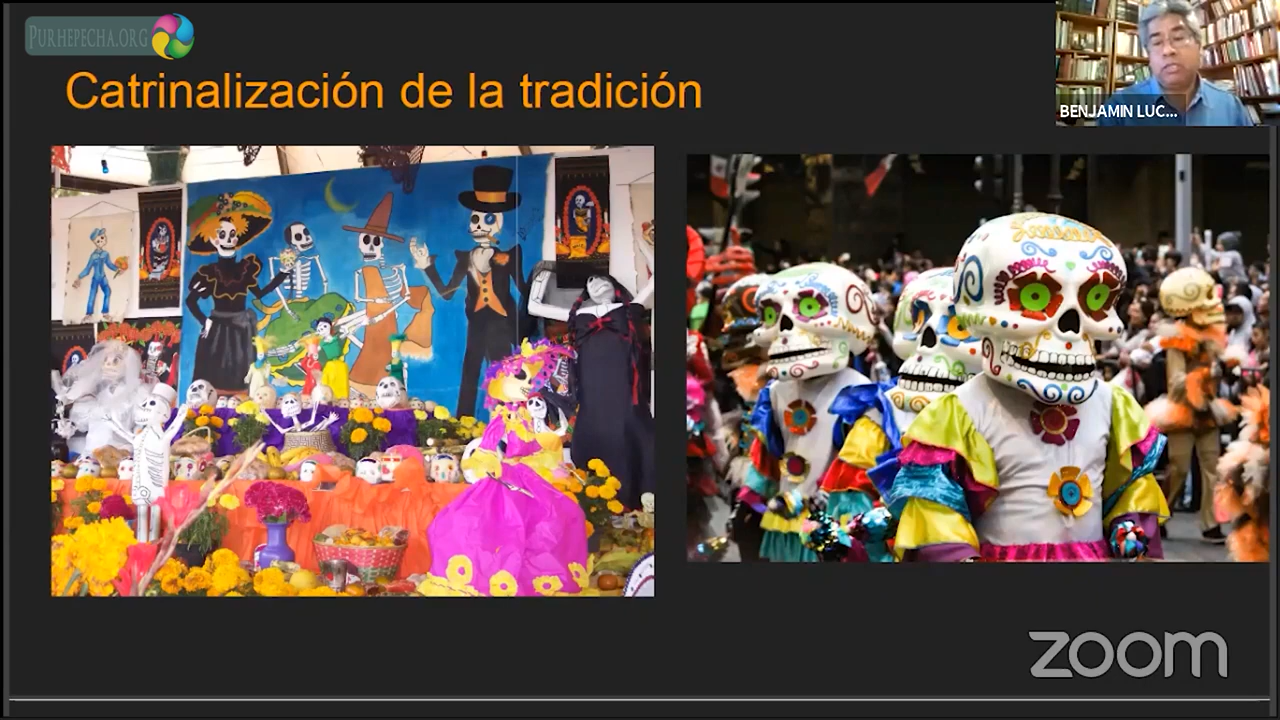 PURHEPECHA.ORG
Catrinalización de la tradición
BENJAMIN LUC...
zoom